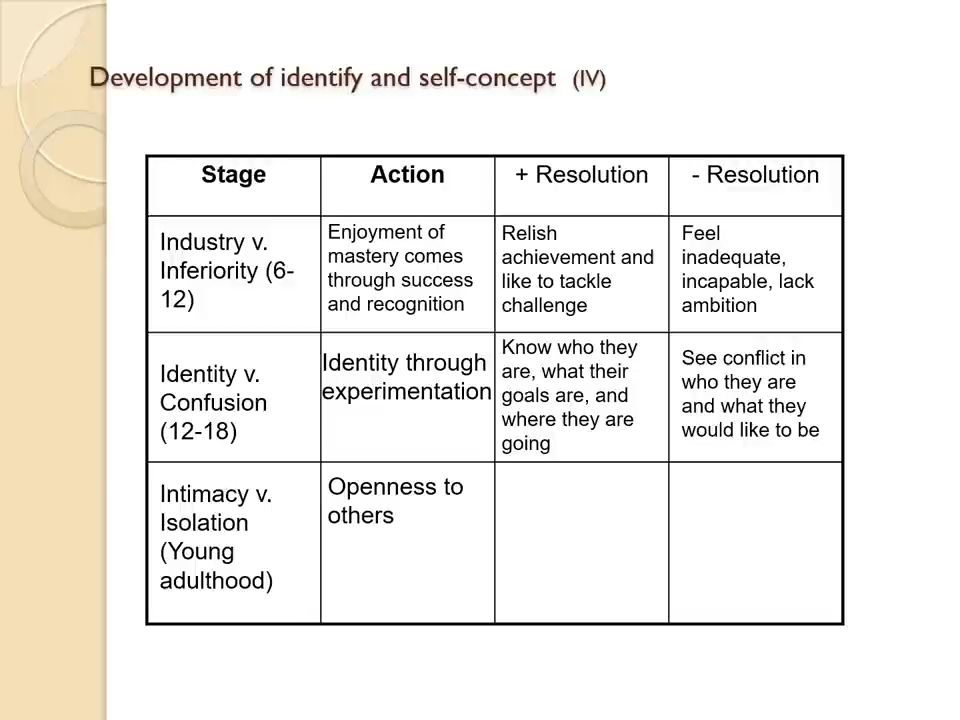 Development of identify and self-concept (IV)
Stage
Action
+ Resolution
- Resolution
Industry v.
Inferiority (6-
12)
Enjoyment of
mastery comes
through success
and recognition
Relish
achievement and
like to tackle
challenge
Feel
inadequate,
incapable, lack
ambition
Identity v.
Confusion
(12-18)
Identity through
experimentation
Know who they
are, what their
goals are, and
where they are
going
See conflict in
who they are
and what they
would like to be
Intimacy v.
Isolation
(Young
adulthood)
Openness to
others